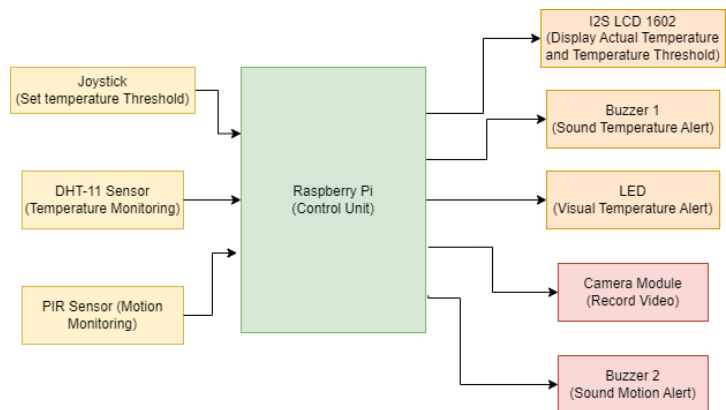 Joystick
(Set temperature Threshold)
DHT-11 Sensor
(Temperature Monitoring)
PIR Sensor (Motion
Monitoring)
Raspberry Pi
(Control Unit)
I2S LCD 1602
(Display Actual Temperature
and Temperature Threshold)
Buzzer 1
(Sound Temperature Alert)
LED
(Visual Temperature Alert)
Camera Module
(Record Video)
Buzzer 2
(Sound Motion Alert)